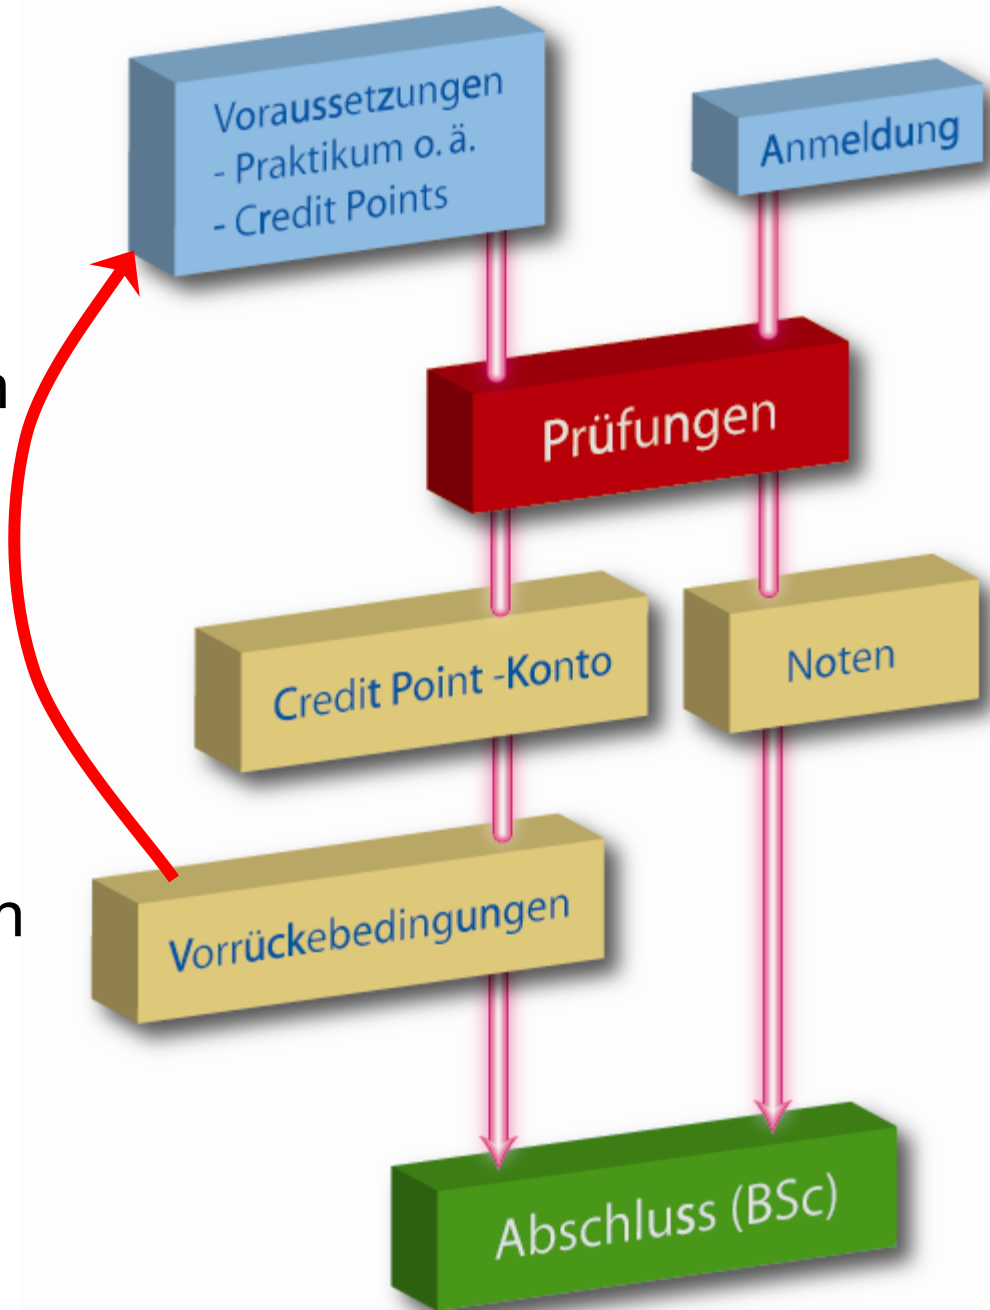 Voraussetzungen
- Praktikum o. ä.
- Credit Points
Anmeldung
Prüfungen
Credit Point -Konto
Noten
Vorrückebedingungen
Abschluss (BSc)